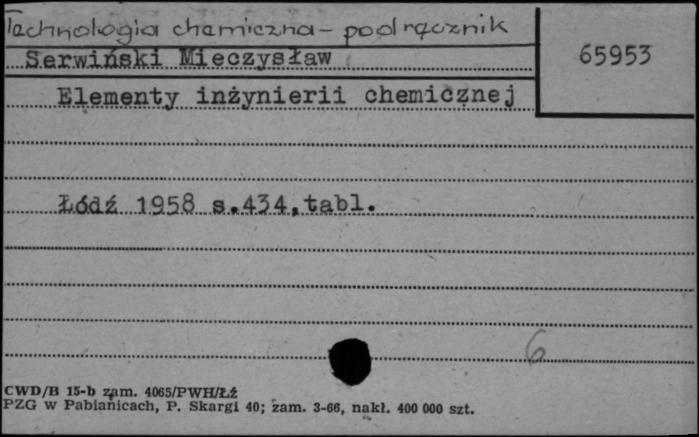 Technologia chemiczna - podręcznik
65953
Serwiński Mieczysław
Elementy inżynierii chemicznej
Łódź 1958 s.434,tabl.
6
CWD/B 15-b zam. 4065/PWH/Łź
PZG w Pabianicach, P. Skargi 40; zam. 3-66, nakł. 400 000 szt.